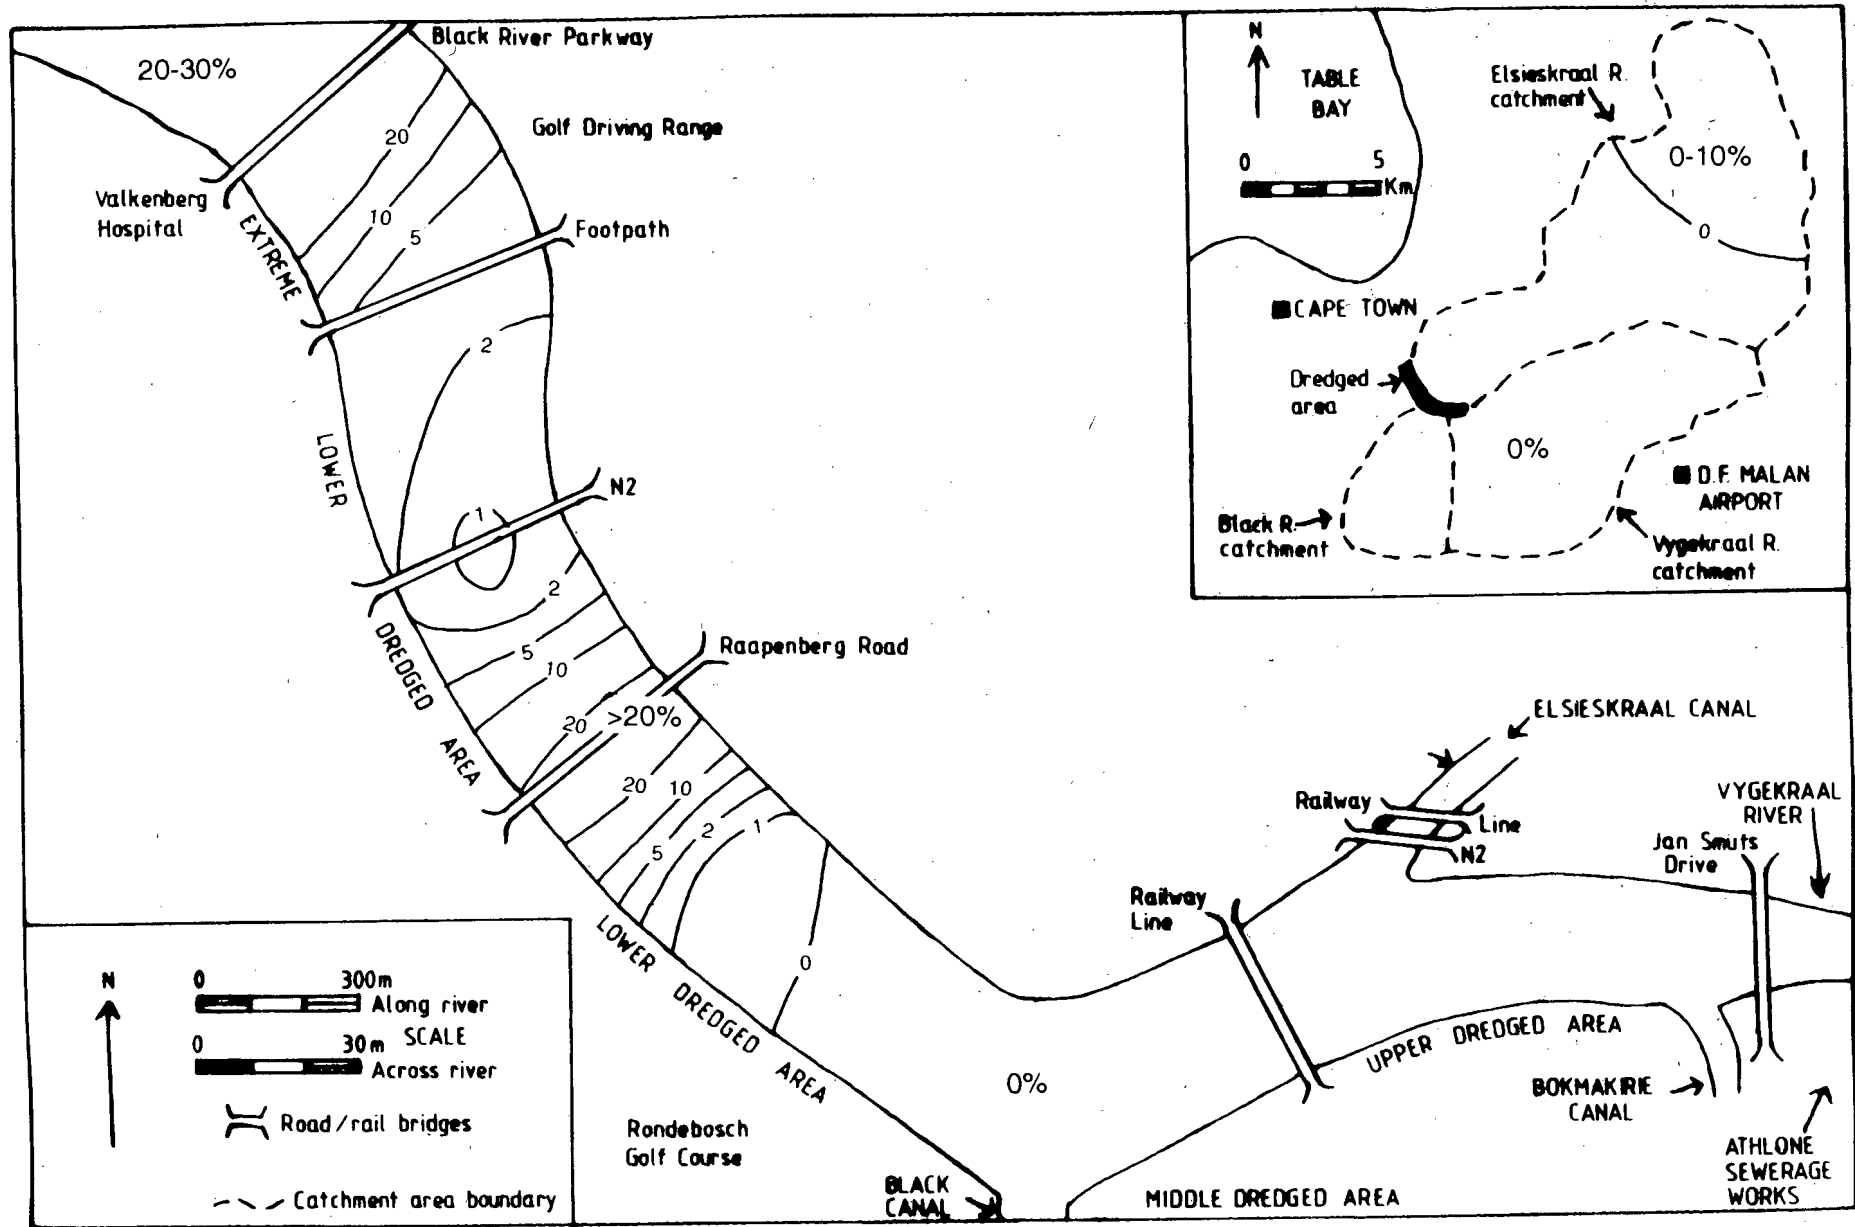 Black River Parkway
20-30%
Golf Driving Range
20
Valkenberg
Hospital
10
5
EXTREME
Footpath
2
LOWER
N2
1
2
DREDGED
5
10
Raapenberg Road
20
>20%
AREA
20
10
5
2
1
0
LOWER DREDGED AREA
0%
Rondebosch
Golf Course
BLACK
CANAL
MIDDLE DREDGED AREA
Railway
Line
UPPER DREDGED AREA
ELSIESKRAAL CANAL
Railway
Line
N2
VYGEKRAAL
RIVER
Jan Smuts
Drive
BOKMAKIRIE
CANAL
ATHLONE
SEWERAGE
WORKS
N
TABLE
BAY
0 5
Km
Elsieskraal R.
catchment
0-10%
0
CAPE TOWN
Dredged
area
0%
D.F. MALAN
AIRPORT
Black R.
catchment
Vygekraal R.
catchment
N
0 300m
Along river
SCALE
0 30m
Across river
Road/rail bridges
Catchment area boundary